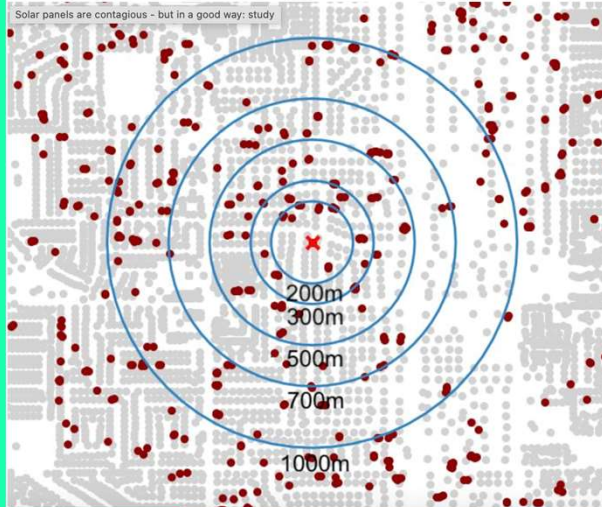 Solar panels are contagious - but in a good way: study
200m
300m
500m
700m
1000m